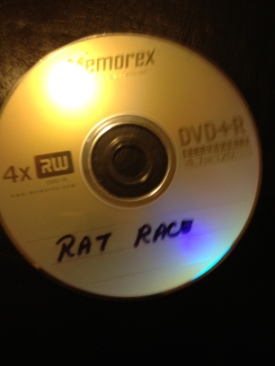 Memorex
DVD+R
4x RW
RAT RACE